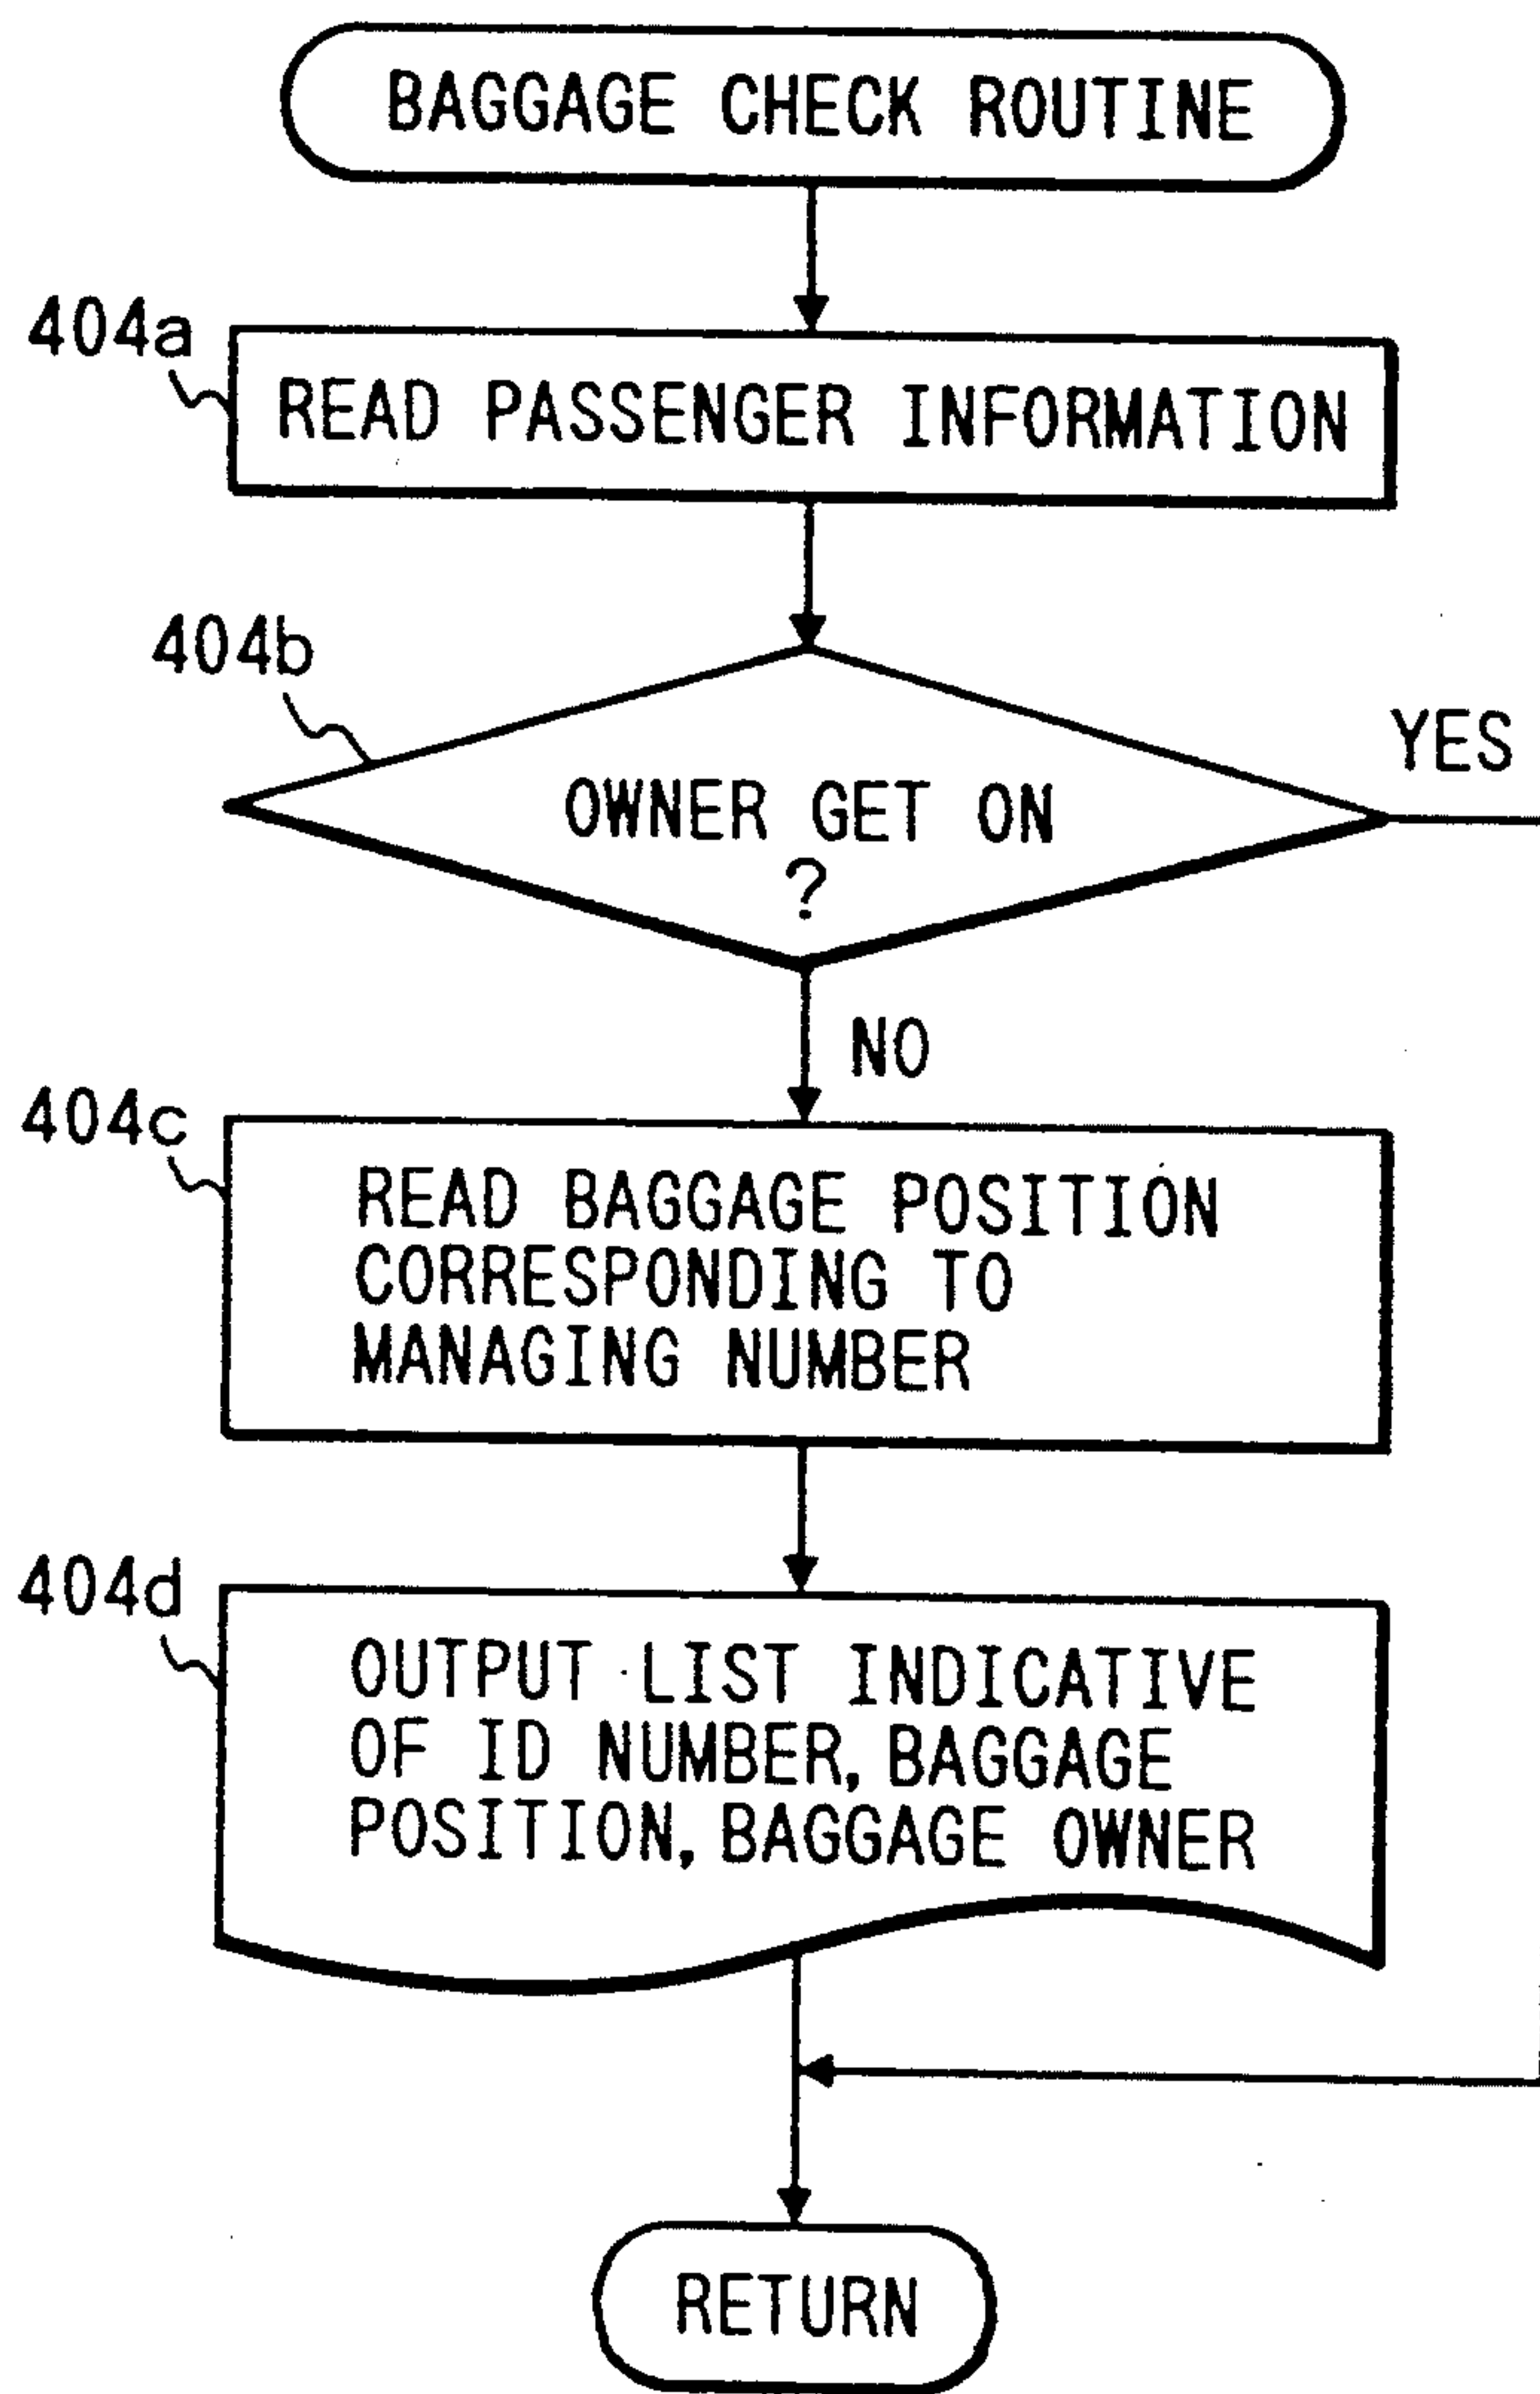 BAGGAGE CHECK ROUTINE
404a
READ PASSENGER INFORMATION
404b
YES
OWNER GET ON
?
NO
404c
READ BAGGAGE POSITION
CORRESPONDING TO
MANAGING NUMBER
404d
OUTPUT LIST INDICATIVE
OF ID NUMBER, BAGGAGE
POSITION, BAGGAGE OWNER
RETURN